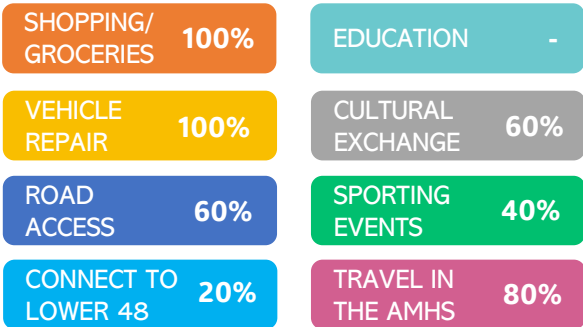 SHOPPING/
GROCERIES
100%
EDUCATION
-
VEHICLE
REPAIR
100%
CULTURAL
EXCHANGE
60%
ROAD
ACCESS
60%
SPORTING
EVENTS
40%
CONNECT TO
LOWER 48
20%
TRAVEL IN
THE AMHS
80%